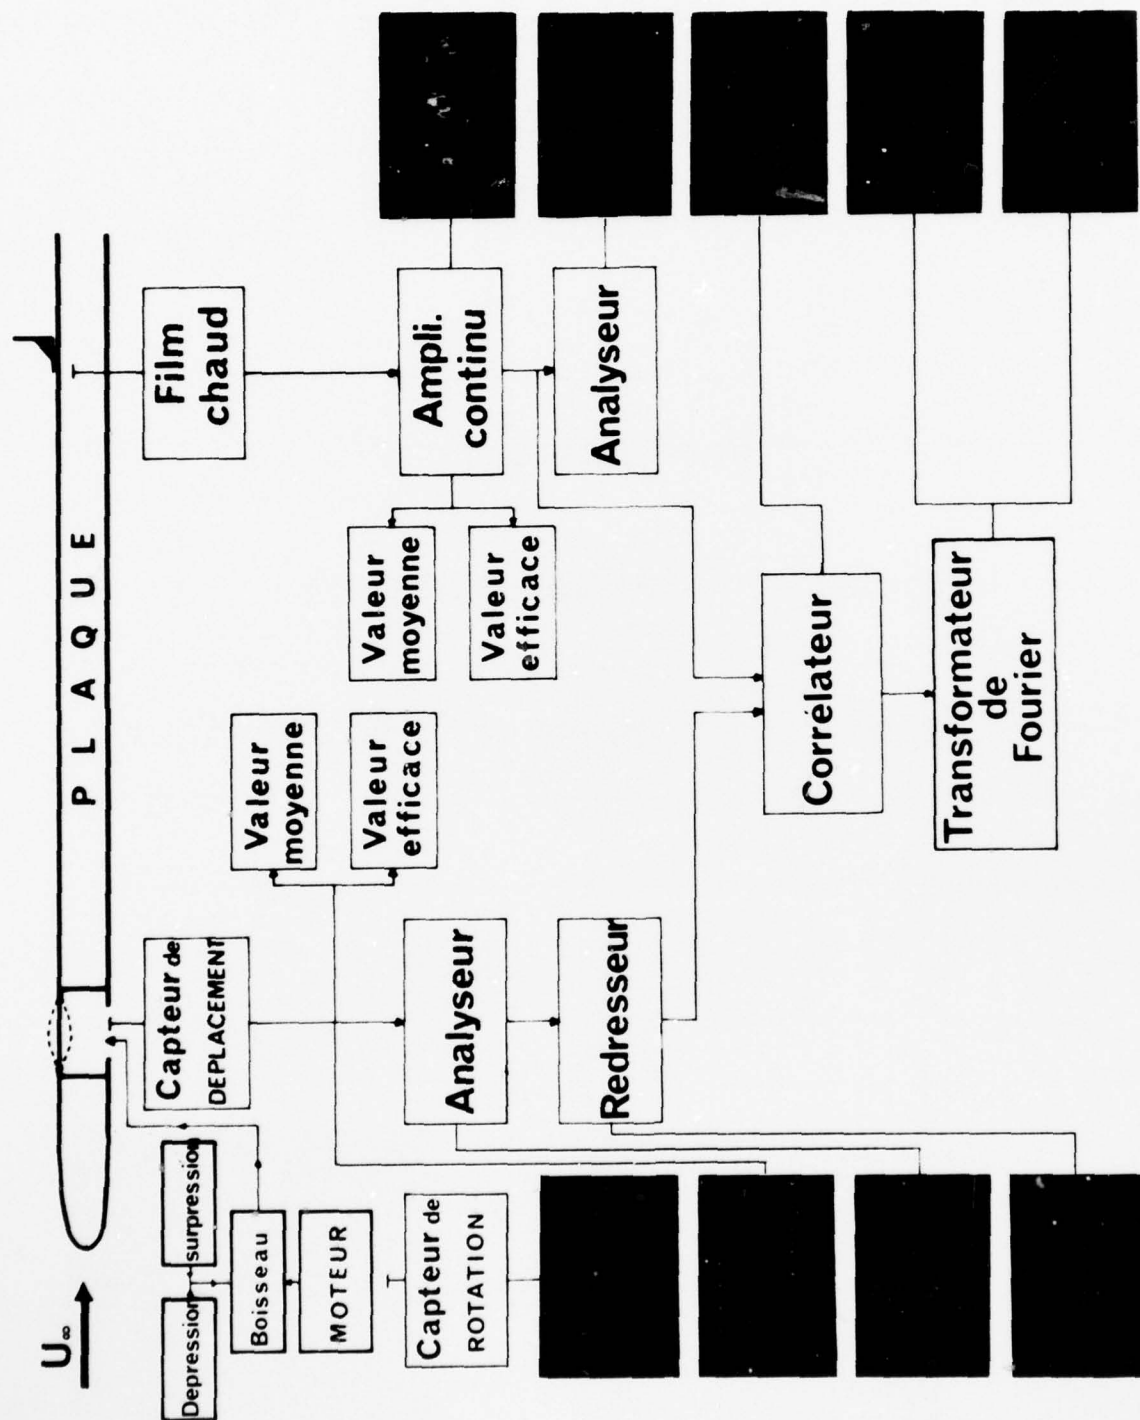 U∞
PLAQUE
Depression
surpression
Boisseau
MOTEUR
Capteur de
ROTATION
Capteur de
DEPLACEMENT
Analyseur
Redresseur
Valeur
moyenne
Valeur
efficace
Film
chaud
Ampli.
continu
Analyseur
Valeur
moyenne
Valeur
efficace
Corrélateur
Transformateur
de
Fourier